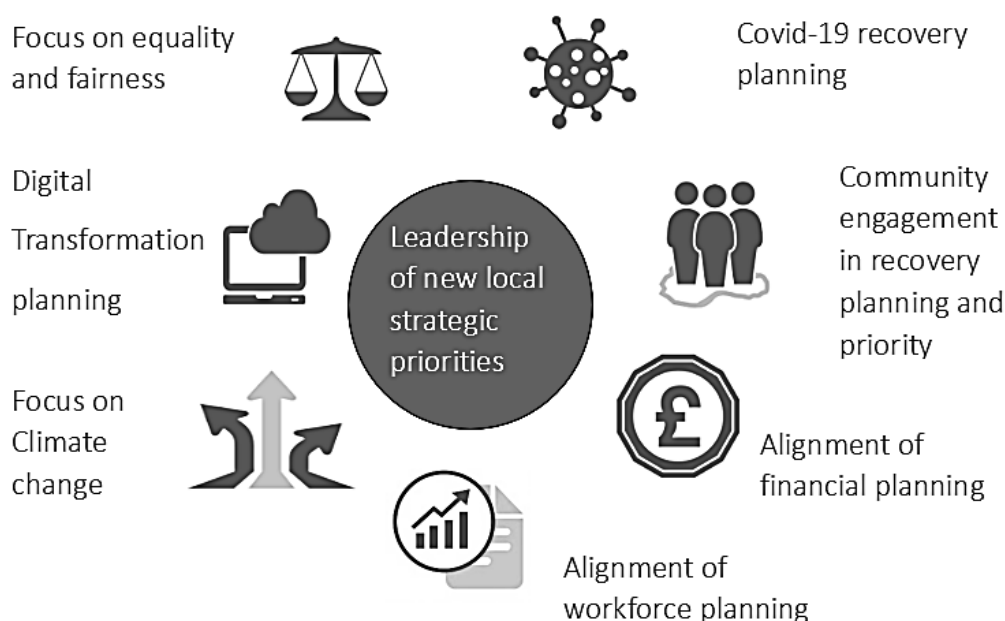 Focus on equality
and fairness
Covid-19 recovery
planning
Digital
Transformation
planning
Leadership
of new local
strategic
priorities
Community
engagement
in recovery
planning and
priority
Focus on
Climate
change
£
Alignment of
financial planning
Alignment of
workforce planning